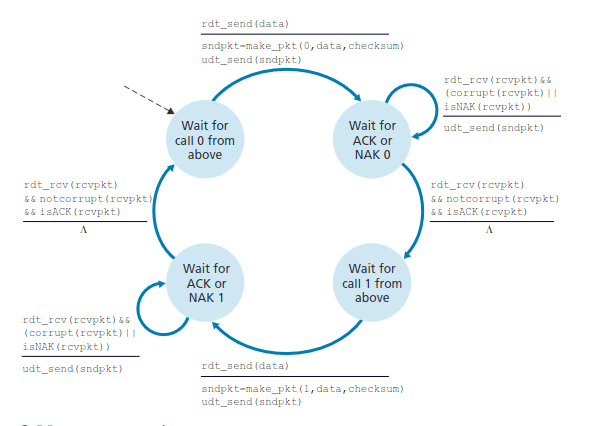 rdt_send(data)
sndpkt=make_pkt(0,data,checksum)
udt_send(sndpkt)
rdt_rcv(rcvpkt)&&
(corrupt(rcvpkt)||
isNAK(rcvpkt))
udt_send(sndpkt)
Wait for
call 0 from
above
Wait for
ACK or
NAK 0
rdt_rcv(rcvpkt)
&& notcorrupt(rcvpkt)
&& isACK(rcvpkt)
Λ
rdt_rcv(rcvpkt)
&& notcorrupt(rcvpkt)
&& isACK(rcvpkt)
Λ
Wait for
ACK or
NAK 1
Wait for
call 1 from
above
rdt_rcv(rcvpkt)&&
(corrupt(rcvpkt)||
isNAK(rcvpkt))
udt_send(sndpkt)
rdt_send(data)
sndpkt=make_pkt(1,data,checksum)
udt_send(sndpkt)